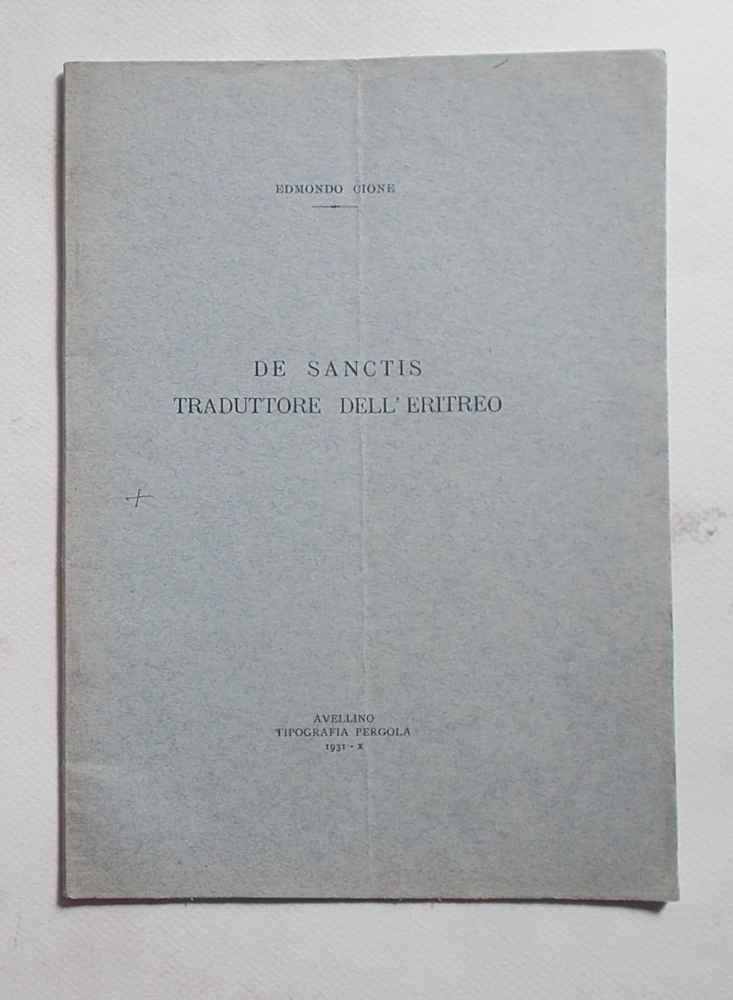 EDMONDO CIONE
DE SANCTIS
TRADUTTORE DELL' ERITREO
AVELLINO
TIPOGRAFIA PERGOLA
1931 - X